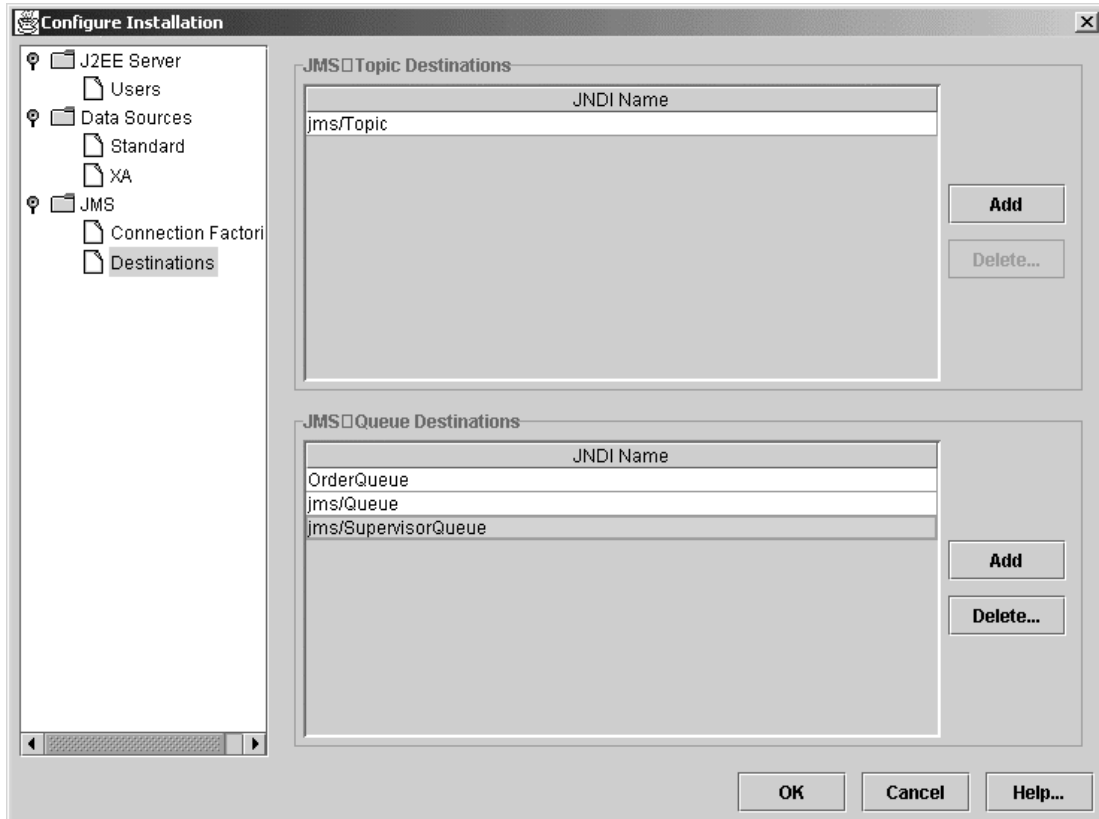 Configure Installation
J2EE Server
Users
Data Sources
Standard
XA
JMS
Connection Factori
Destinations
JMS□Topic Destinations
JNDI Name
jms/Topic
Add
Delete...
JMS□Queue Destinations
JNDI Name
OrderQueue
jms/Queue
jms/SupervisorQueue
Add
Delete...
OK
Cancel
Help...